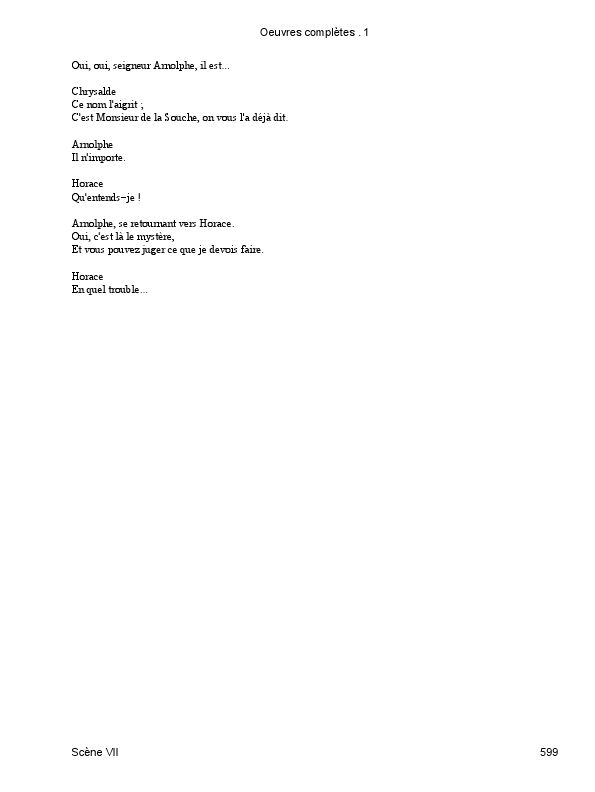 Oeuvres complètes . 1
Oui, oui, seigneur Arnolphe, il est...
Chrysalde
Ce nom l'aigrit ;
C'est Monsieur de la Souche, on vous l'a déjà dit.
Arnolphe
Il n'importe.
Horace
Qu'entends−je !
Arnolphe, se retournant vers Horace.
Oui, c'est là le mystère,
Et vous pouvez juger ce que je devois faire.
Horace
En quel trouble...
Scène VII
599